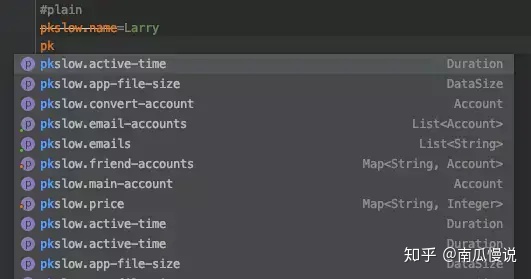 #plain
pkslow.name=Larry
pk
pkslow.active-time Duration
pkslow.app-file-size DataSize
pkslow.convert-account Account
pkslow.email-accounts List<Account>
pkslow.emails List<String>
pkslow.friend-accounts Map<String, Account>
pkslow.main-account Account
pkslow.price Map<String, Integer>
pkslow.active-time Duration
pkslow.active-time Duration
pkslow.app-file-size DataSize
知乎 @南瓜慢说